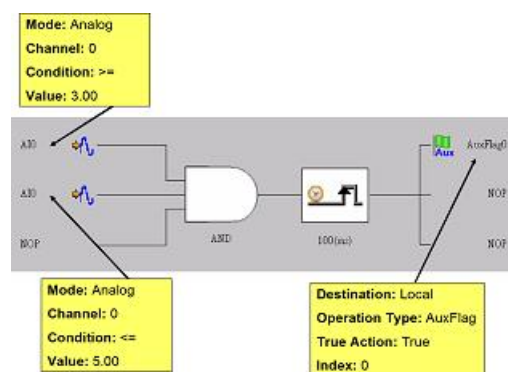 Mode: Analog
Channel: 0
Condition: >=
Value: 3.00
AI0
Aux
AuxFlag0
AI0
NOP
NOP
AND
100(ms)
NOP
Mode: Analog
Channel: 0
Condition: <=
Value: 5.00
Destination: Local
Operation Type: AuxFlag
True Action: True
Index: 0